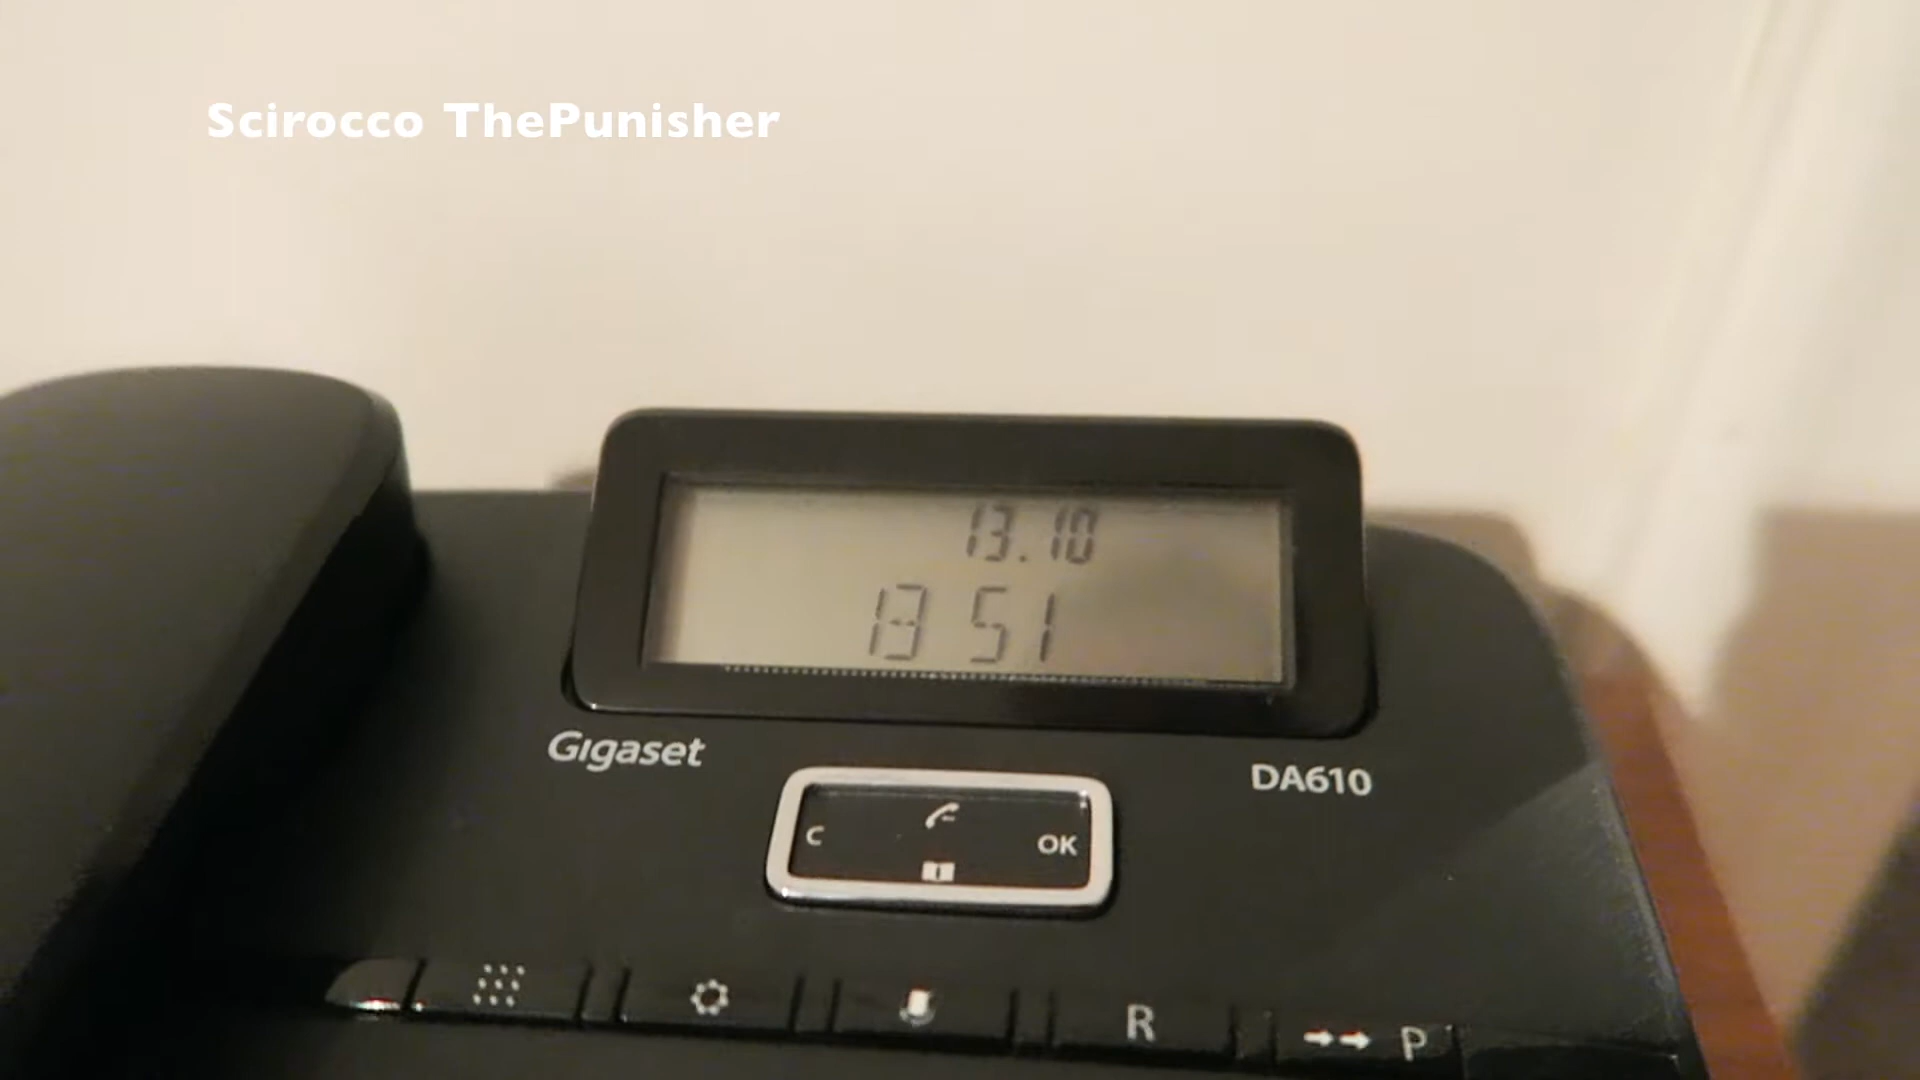 Scirocco ThePunisher
13.10
13 51
Gigaset
DA610
C
OK
R
P